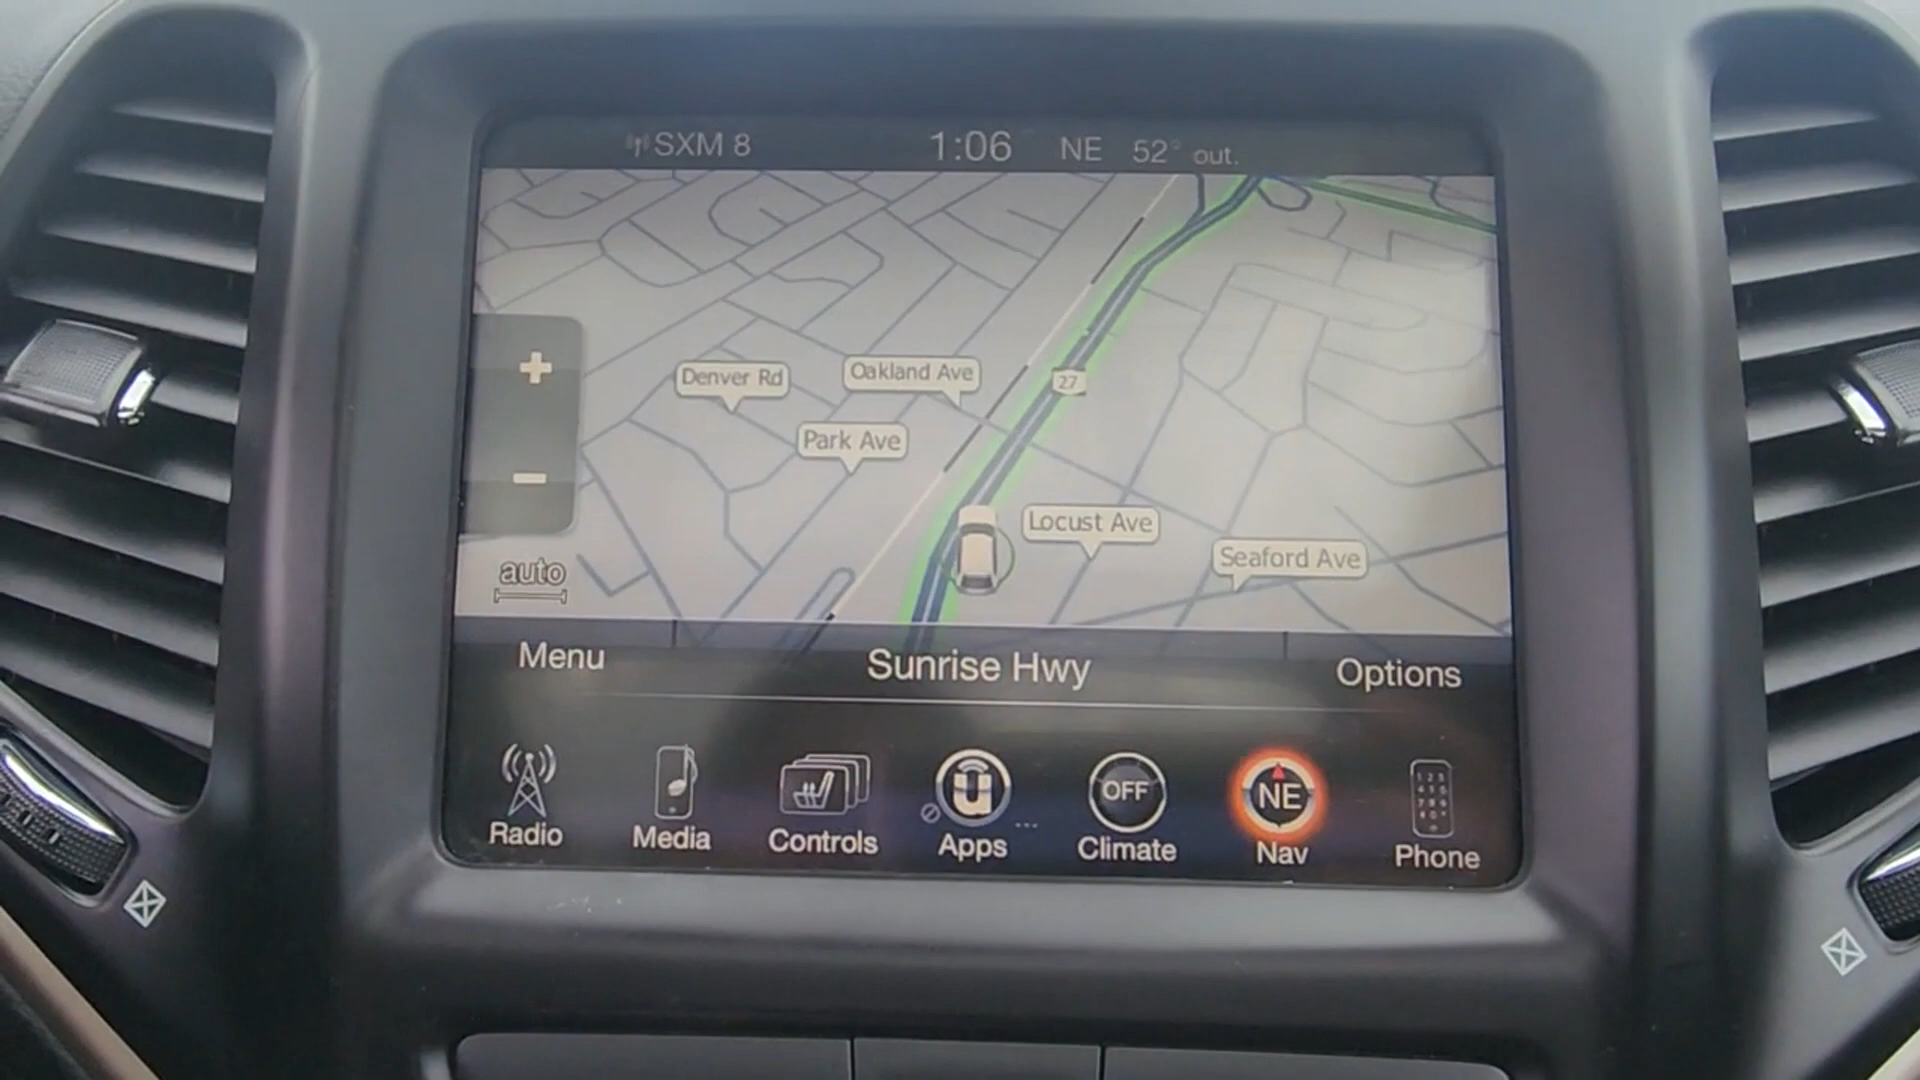 SXM 8 1:06 NE 52° out.
Denver Rd
Oakland Ave
27
Park Ave
Locust Ave
Seaford Ave
+
−
auto
Menu Sunrise Hwy Options
OFF NE
Radio Media Controls Apps Climate Nav Phone